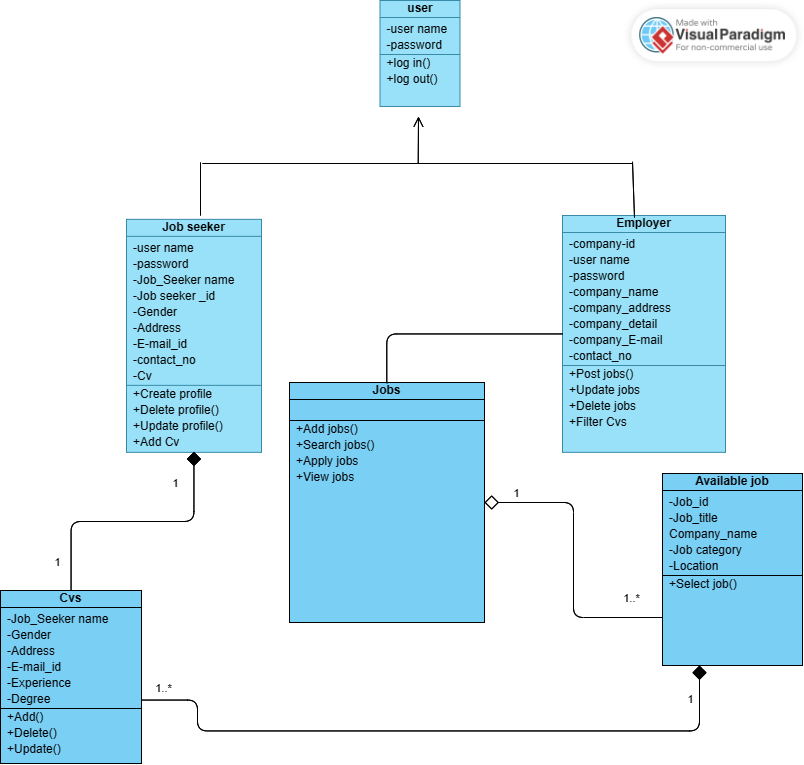 user
-user name
-password
+log in()
+log out()
Made with
Visual Paradigm
For non-commercial use
Job seeker
-user name
-password
-Job_Seeker name
-Job seeker _id
-Gender
-Address
-E-mail_id
-contact_no
-Cv
+Create profile
+Delete profile()
+Update profile()
+Add Cv
Employer
-company-id
-user name
-password
-company_name
-company_address
-company_detail
-company_E-mail
-contact_no
+Post jobs()
+Update jobs
+Delete jobs
+Filter Cvs
Jobs
+Add jobs()
+Search jobs()
+Apply jobs
+View jobs
Available job
-Job_id
-Job_title
Company_name
-Job category
-Location
+Select job()
1
1
1
1..*
Cvs
-Job_Seeker name
-Gender
-Address
-E-mail_id
-Experience
-Degree
+Add()
+Delete()
+Update()
1..*
1